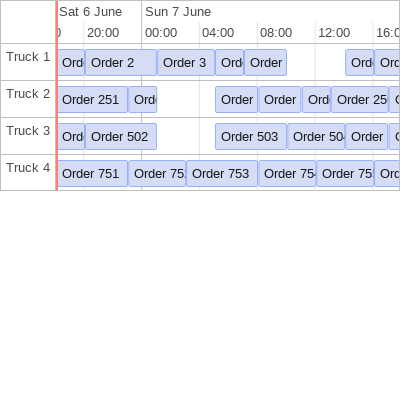 Sat 6 June Sun 7 June
20:00 00:00 04:00 08:00 12:00 16:0
Truck 1 Ord Order 2 Order 3 Ord Order Ord Ord
Truck 2 Order 251 Ord Order Order Ord Order 25
Truck 3 Ord Order 502 Order 503 Order 50 Order
Truck 4 Order 751 Order 75 Order 753 Order 75 Order 75 Ord